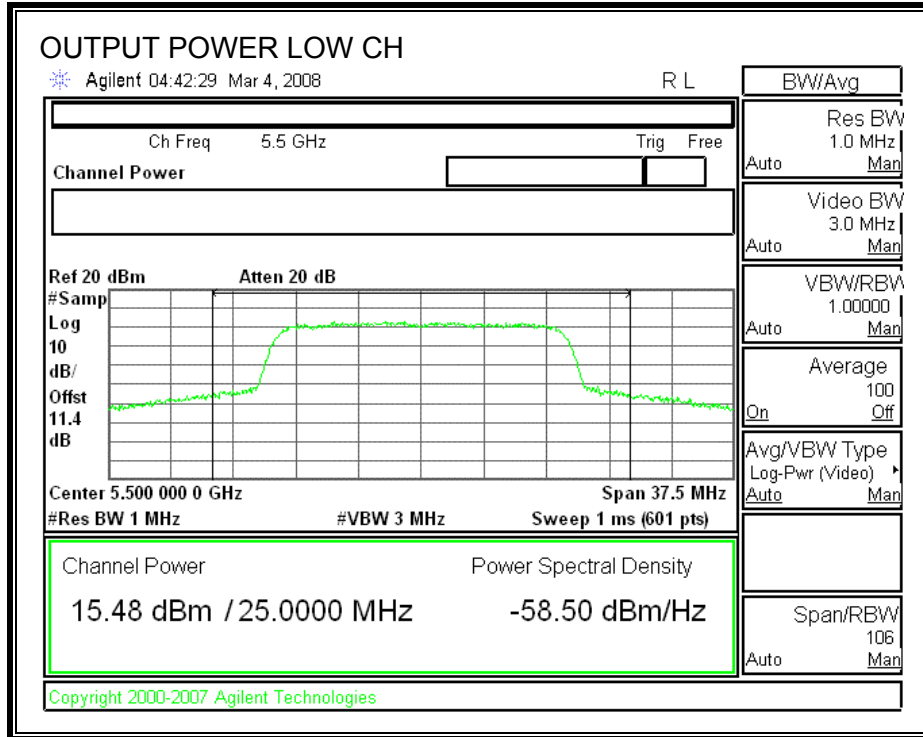 OUTPUT POWER LOW CH
Agilent 04:42:29 Mar 4, 2008 R L
Ch Freq 5.5 GHz Trig Free
Channel Power
Ref 20 dBm Atten 20 dB
#Samp
Log
10
dB/
Offst
11.4
dB
Center 5.500 000 0 GHz Span 37.5 MHz
#Res BW 1 MHz #VBW 3 MHz Sweep 1 ms (601 pts)
Channel Power Power Spectral Density
15.48 dBm / 25.0000 MHz -58.50 dBm/Hz
Copyright 2000-2007 Agilent Technologies
BW/Avg
Res BW
1.0 MHz
Auto Man
Video BW
3.0 MHz
Auto Man
VBW/RBW
1.00000
Auto Man
Average
100
On Off
Avg/VBW Type
Log-Pwr (Video)
Auto Man
Span/RBW
106
Auto Man